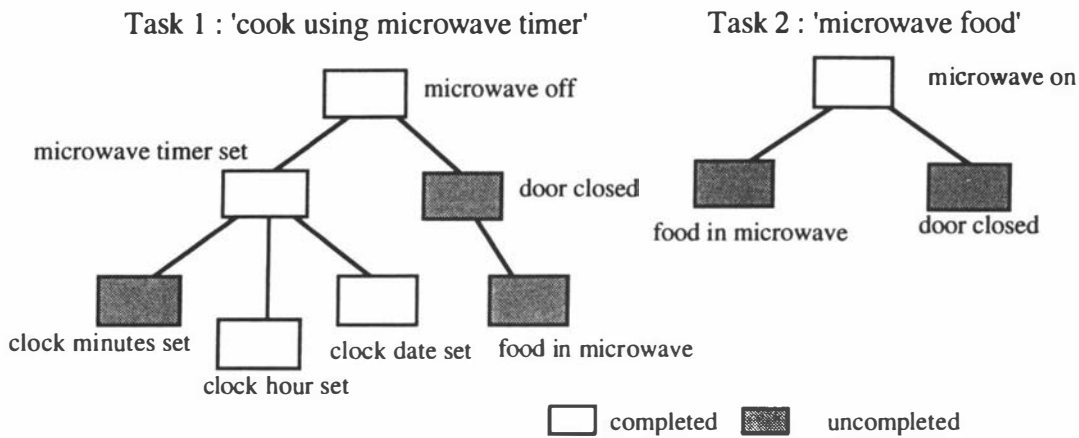 Task 1 : 'cook using microwave timer'
Task 2 : 'microwave food'
microwave off
microwave on
microwave timer set
door closed
food in microwave
door closed
clock minutes set
clock hour set
clock date set
food in microwave
completed
uncompleted